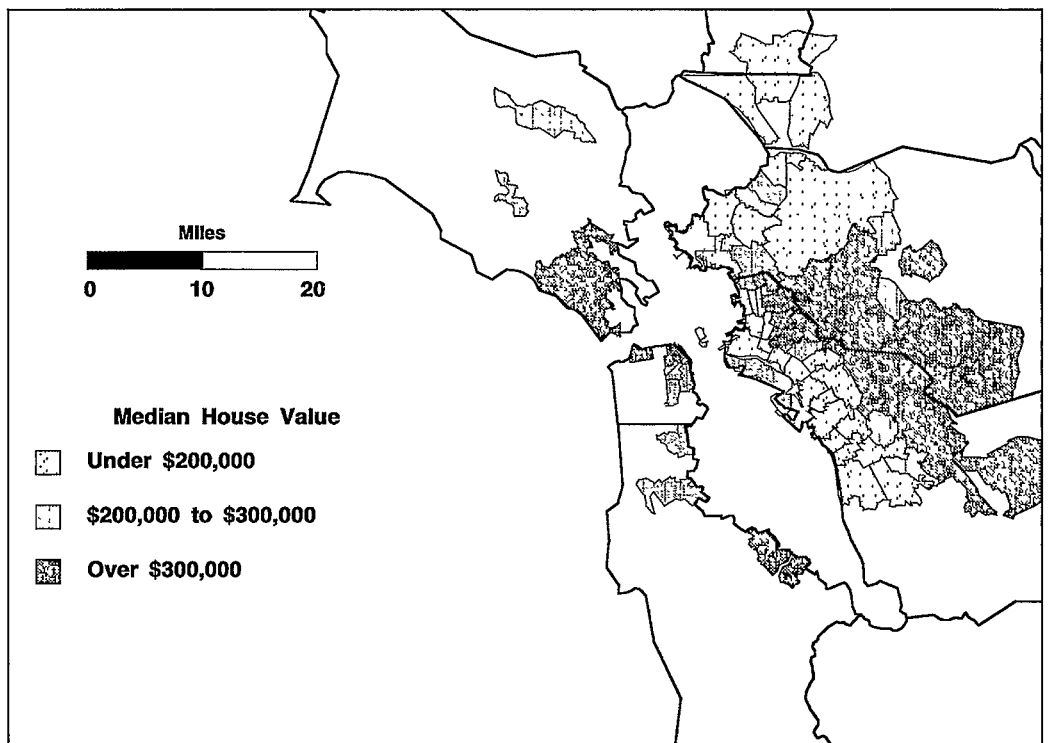 Miles
0 10 20
Median House Value
Under $200,000
$200,000 to $300,000
Over $300,000